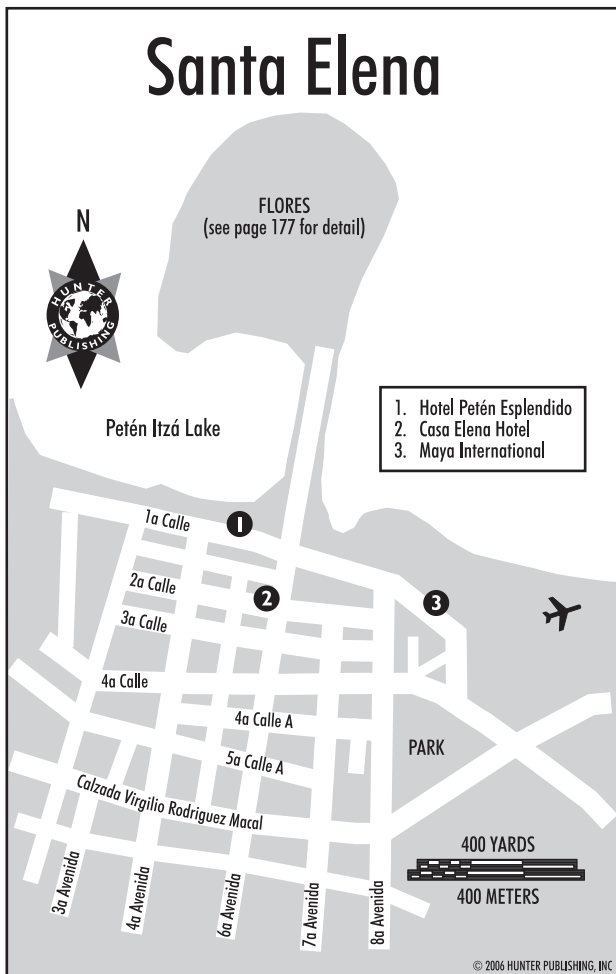 Santa Elena
FLORES
(see page 177 for detail)
N
HUNTER
PUBLISHING
Petén Itzá Lake
1. Hotel Petén Esplendido
2. Casa Elena Hotel
3. Maya International
1a Calle
1
2a Calle
2
3
3a Calle
4a Calle
4a Calle A
PARK
5a Calle A
Calzada Virgilio Rodriguez Macal
400 YARDS
400 METERS
3a Avenida
4a Avenida
6a Avenida
7a Avenida
8a Avenida
© 2006 HUNTER PUBLISHING, INC